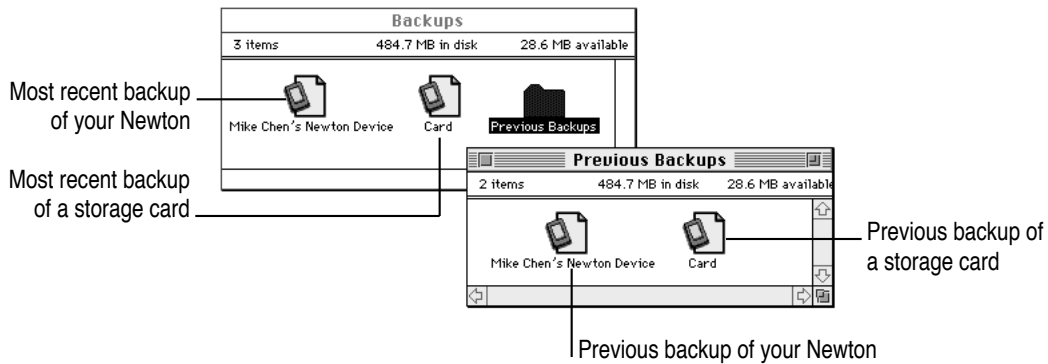 Backups
3 items 484.7 MB in disk 28.6 MB available
Most recent backup
of your Newton
Mike Chen's Newton Device Card Previous Backups
Most recent backup
of a storage card
Previous Backups
2 items 484.7 MB in disk 28.6 MB available
Mike Chen's Newton Device Card
Previous backup of
a storage card
Previous backup of your Newton